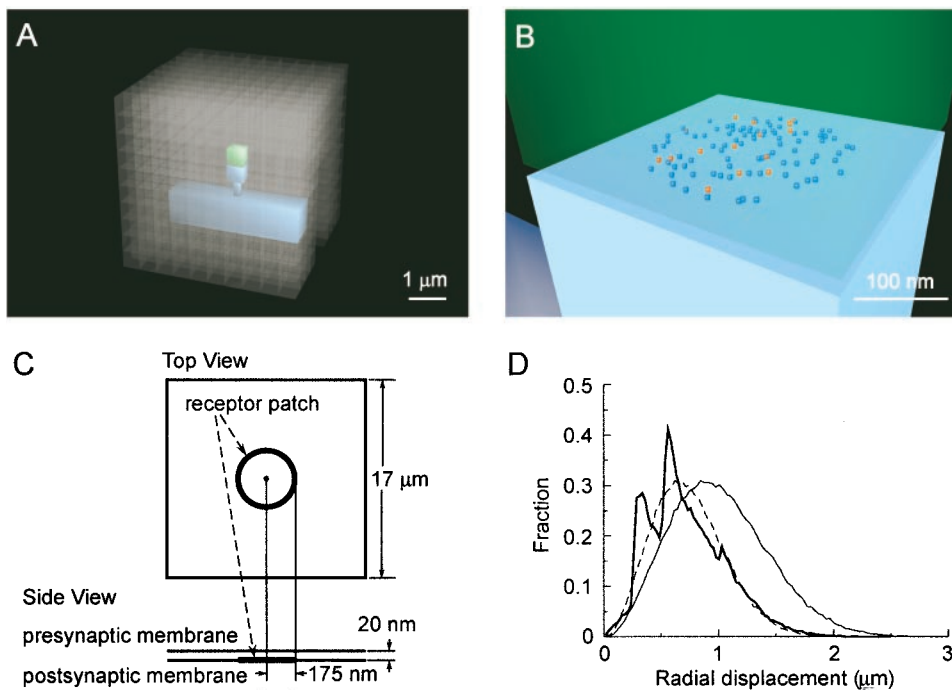 A
1 μm
B
100 nm
C
Top View
receptor patch
17 μm
Side View
presynaptic membrane
20 nm
postsynaptic membrane
175 nm
D
0.5
0.4
0.3
0.2
0.1
0
Fraction
0 1 2 3
Radial displacement (μm)